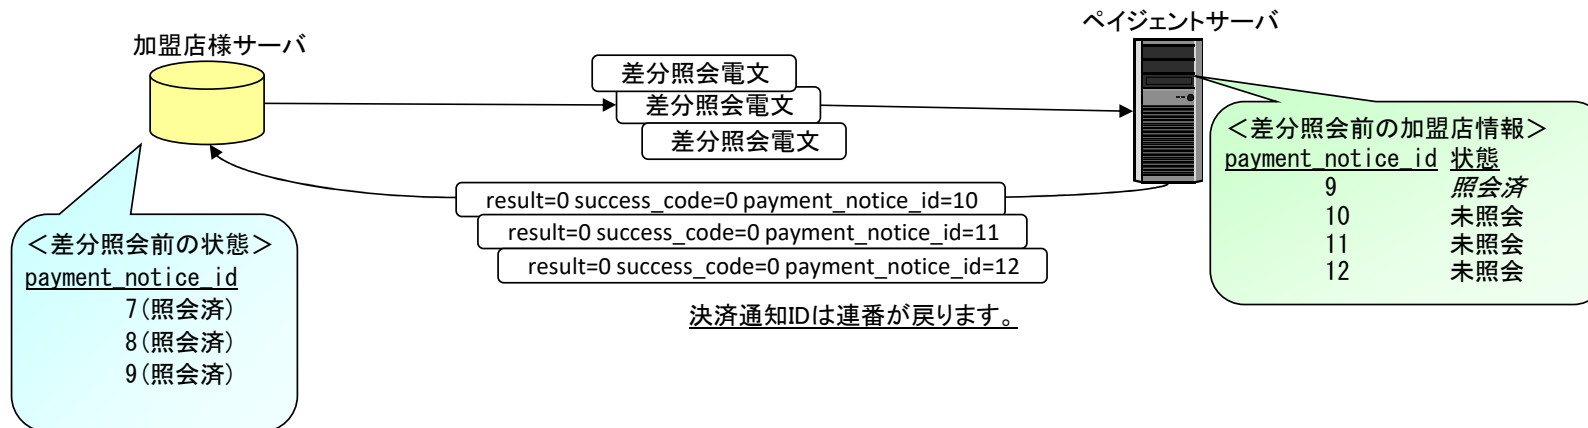 ペイジェントサーバ
加盟店様サーバ
差分照会電文
差分照会電文
差分照会電文
＜差分照会前の加盟店情報＞
payment_notice_id 状態
9 照会済
10 未照会
11 未照会
12 未照会
result=0 success_code=0 payment_notice_id=10
result=0 success_code=0 payment_notice_id=11
result=0 success_code=0 payment_notice_id=12
＜差分照会前の状態＞
payment_notice_id
7(照会済)
8(照会済)
9(照会済)
決済通知IDは連番が戻ります。